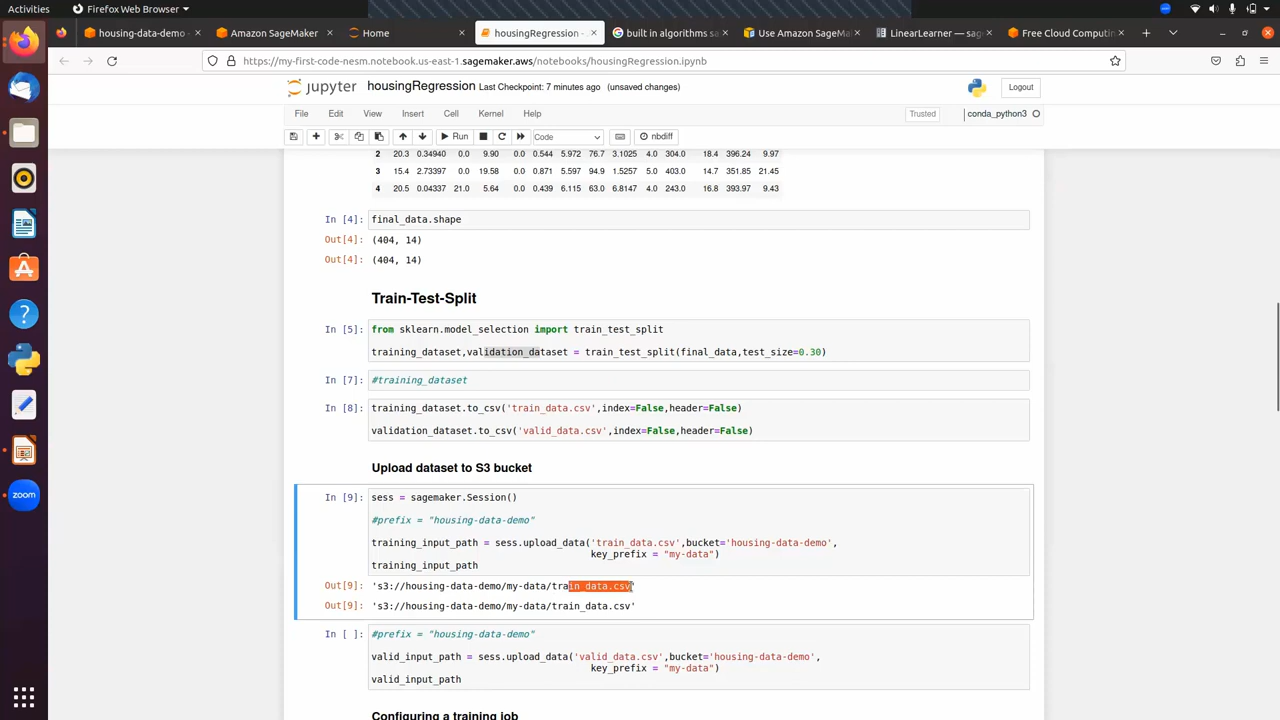 Activities
Firefox Web Browser
housing-data-demo -
Amazon SageMaker
Home
housingRegression -
built in algorithms sa
Use Amazon SageMa
LinearLearner — sag
Free Cloud Computin
https://my-first-code-nesm.notebook.us-east-1.sagemaker.aws/notebooks/housingRegression.ipynb
jupyter housingRegression Last Checkpoint: 7 minutes ago (unsaved changes)
Logout
File Edit View Insert Cell Kernel Help
Trusted
conda_python3
Run
Code
nbdiff
2 20.3 0.34940 0.0 9.90 0.0 0.544 5.972 76.7 3.1025 4.0 304.0 18.4 396.24 9.97
3 15.4 2.73397 0.0 19.58 0.0 0.871 5.597 94.9 1.5257 5.0 403.0 14.7 351.85 21.45
4 20.5 0.04337 21.0 5.64 0.0 0.439 6.115 63.0 6.8147 4.0 243.0 16.8 393.97 9.43
In [4]: final_data.shape
Out[4]: (404, 14)
Out[4]: (404, 14)
Train-Test-Split
In [5]: from sklearn.model_selection import train_test_split
training_dataset,validation_dataset = train_test_split(final_data,test_size=0.30)
In [7]: #training_dataset
In [8]: training_dataset.to_csv('train_data.csv',index=False,header=False)
validation_dataset.to_csv('valid_data.csv',index=False,header=False)
Upload dataset to S3 bucket
In [9]: sess = sagemaker.Session()
#prefix = "housing-data-demo"
training_input_path = sess.upload_data('train_data.csv',bucket='housing-data-demo',
key_prefix = "my-data")
training_input_path
Out[9]: 's3://housing-data-demo/my-data/train_data.csv'
Out[9]: 's3://housing-data-demo/my-data/train_data.csv'
In [ ]: #prefix = "housing-data-demo"
valid_input_path = sess.upload_data('valid_data.csv',bucket='housing-data-demo',
key_prefix = "my-data")
valid_input_path
Configuring a training job
zoom